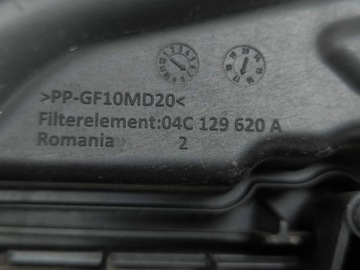 >PP-GF10MD20<
Filterelement:04C 129 620 A
Romania 2